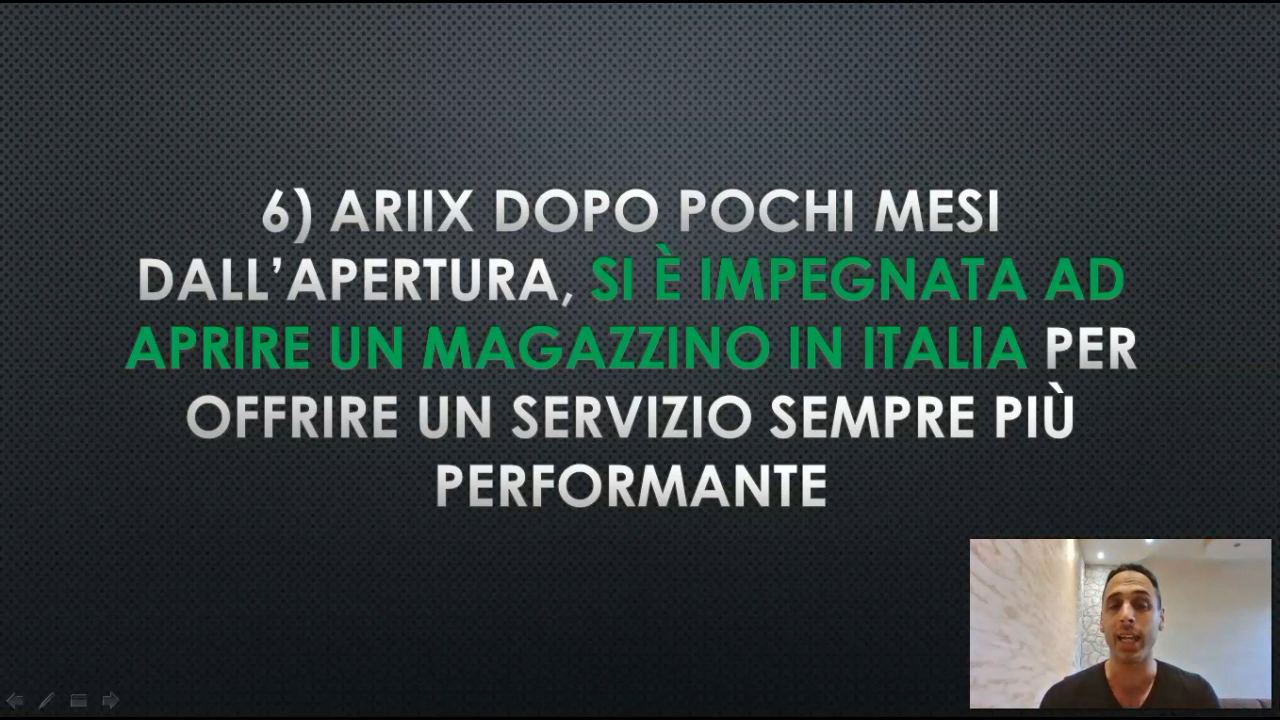 6) ARIIX DOPO POCHI MESI
DALL’APERTURA, SI È IMPEGNATA AD
APRIRE UN MAGAZZINO IN ITALIA PER
OFFRIRE UN SERVIZIO SEMPRE PIÙ
PERFORMANTE